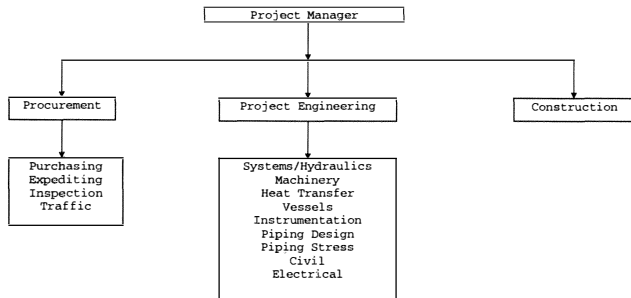 Project Manager
Procurement
Project Engineering
Construction
Purchasing
Expediting
Inspection
Traffic
Systems/Hydraulics
Machinery
Heat Transfer
Vessels
Instrumentation
Piping Design
Piping Stress
Civil
Electrical